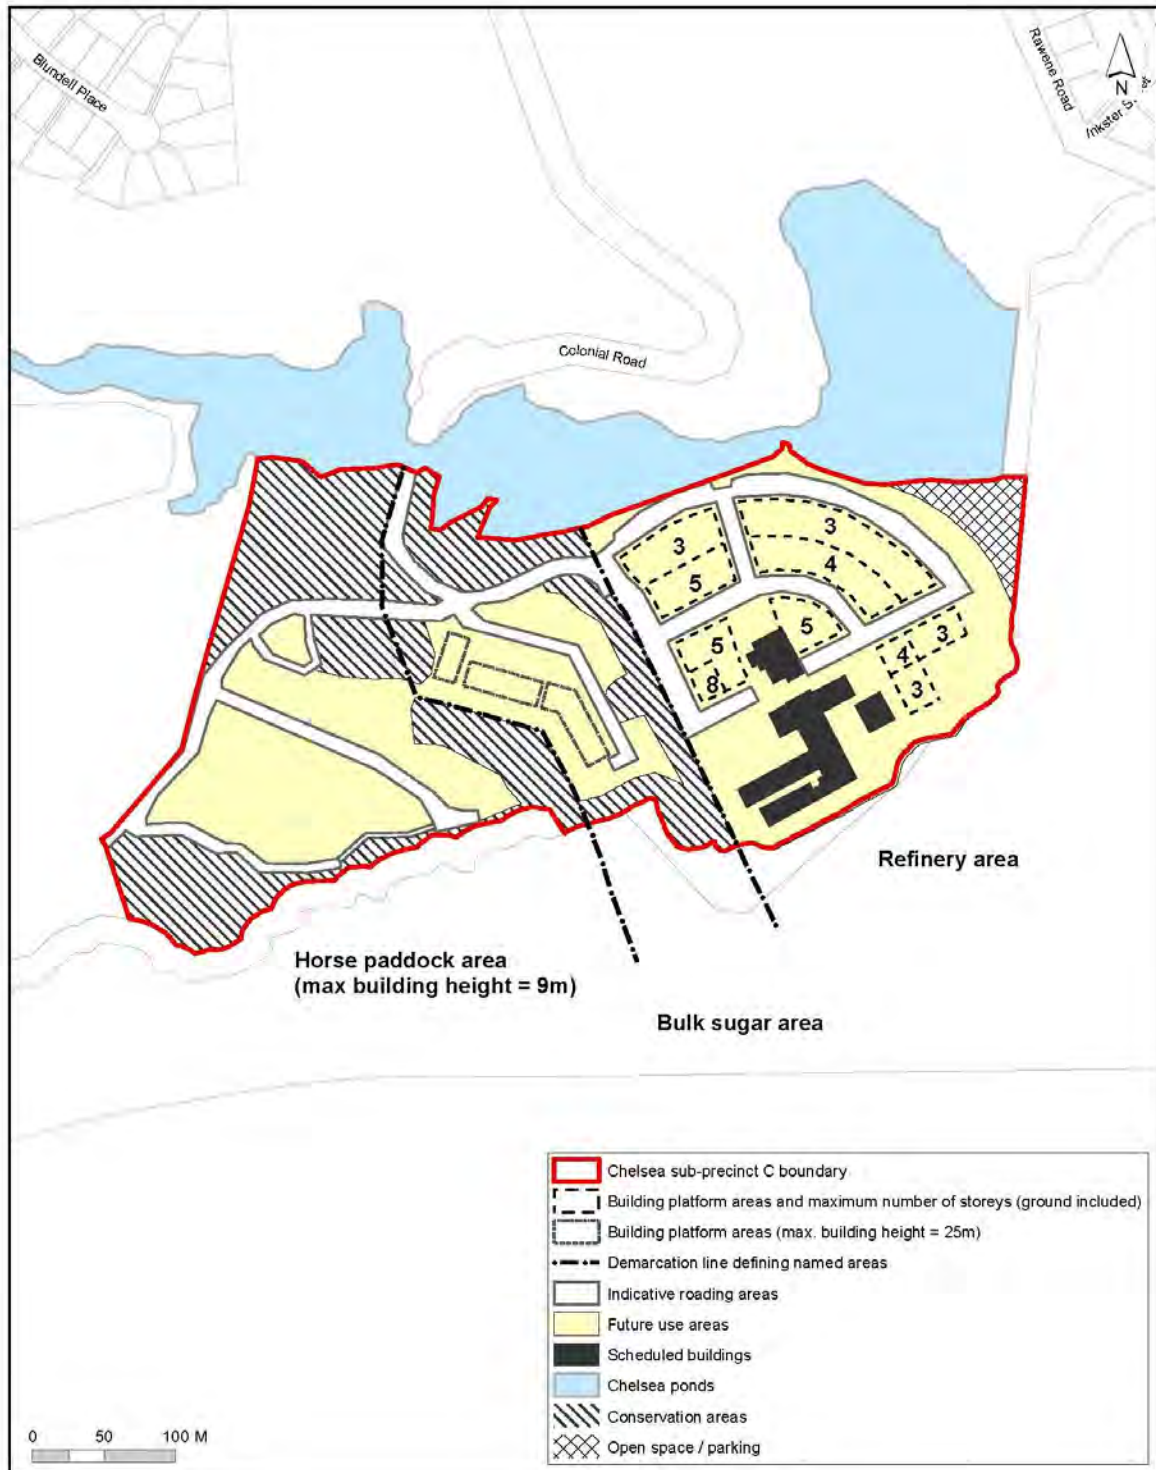 Blundell Place
Rawene Road
N
Colonial Road
3
3
4
5
5
5
3
4
8
3
Refinery area
Horse paddock area
(max building height = 9m)
Bulk sugar area
Chelsea sub-precinct C boundary
Building platform areas and maximum number of storeys (ground included)
Building platform areas (max. building height = 25m)
Demarcation line defining named areas
Indicative roading areas
Future use areas
Scheduled buildings
Chelsea ponds
Conservation areas
Open space / parking
0 50 100 M
Inkster